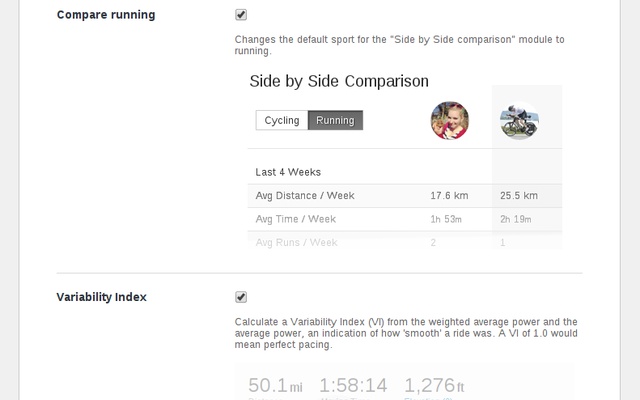 Compare running
Changes the default sport for the "Side by Side comparison" module to
running.
Side by Side Comparison
Cycling Running
Last 4 Weeks
Avg Distance / Week 17.6 km 25.5 km
Avg Time / Week 1h 53m 2h 19m
Avg Runs / Week 2 1
Variability Index
Calculate a Variability Index (VI) from the weighted average power and the
average power, an indication of how 'smooth' a ride was. A VI of 1.0 would
mean perfect pacing.
50.1mi 1:58:14 1,276ft